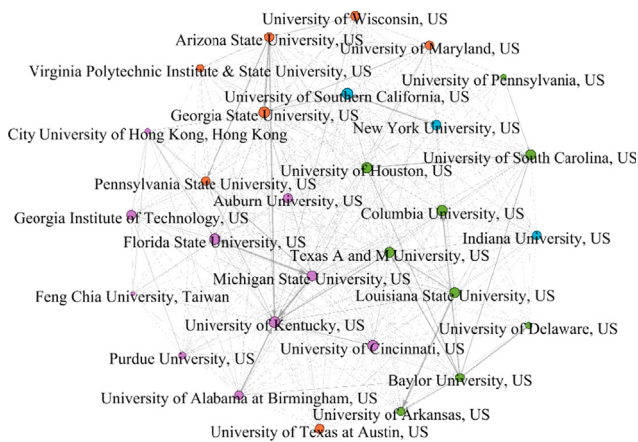 University of Wisconsin, US
Arizona State University, US
University of Maryland, US
Virginia Polytechnic Institute & State University, US
University of Pennsylvania, US
University of Southern California, US
Georgia State University, US
New York University, US
City University of Hong Kong, Hong Kong
University of South Carolina, US
University of Houston, US
Pennsylvania State University, US
Auburn University, US
Georgia Institute of Technology, US
Columbia University, US
Florida State University, US
Indiana University, US
Texas A and M University, US
Michigan State University, US
Feng Chia University, Taiwan
Louisiana State University, US
University of Kentucky, US
University of Delaware, US
University of Cincinnati, US
Purdue University, US
Baylor University, US
University of Alabama at Birmingham, US
University of Arkansas, US
University of Texas at Austin, US